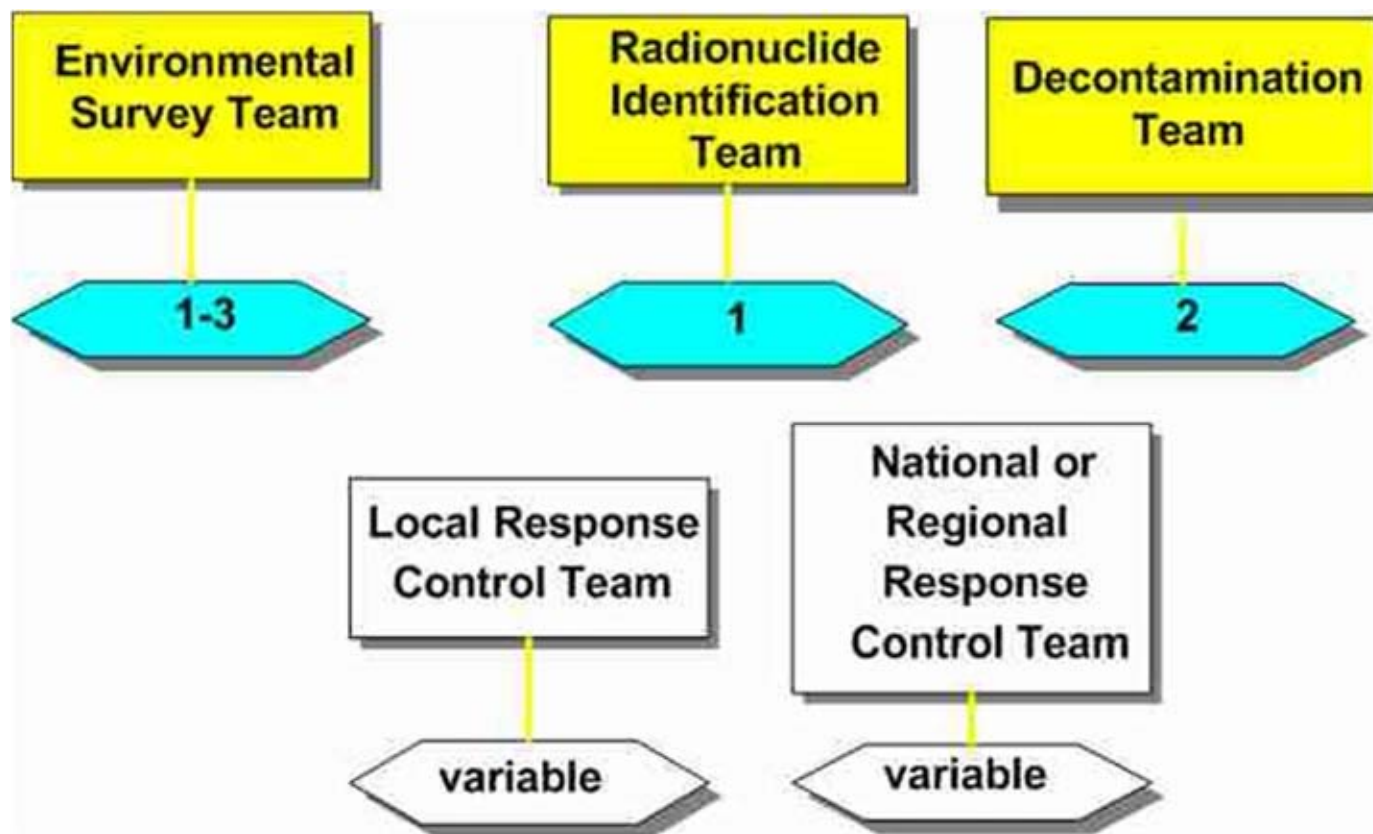 Environmental
Survey Team
Radionuclide
Identification
Team
Decontamination
Team
1-3
1
2
Local Response
Control Team
National or
Regional
Response
Control Team
variable
variable